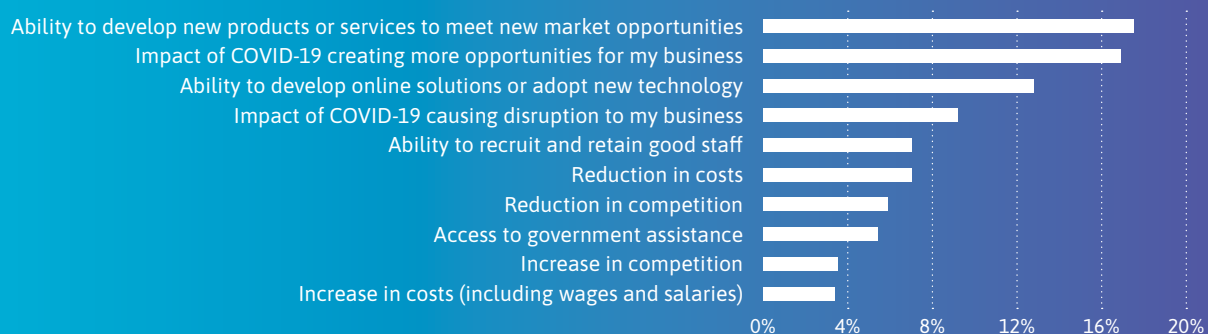 Ability to develop new products or services to meet new market opportunities
Impact of COVID-19 creating more opportunities for my business
Ability to develop online solutions or adopt new technology
Impact of COVID-19 causing disruption to my business
Ability to recruit and retain good staff
Reduction in costs
Reduction in competition
Access to government assistance
Increase in competition
Increase in costs (including wages and salaries)
0% 4% 8% 12% 16% 20%